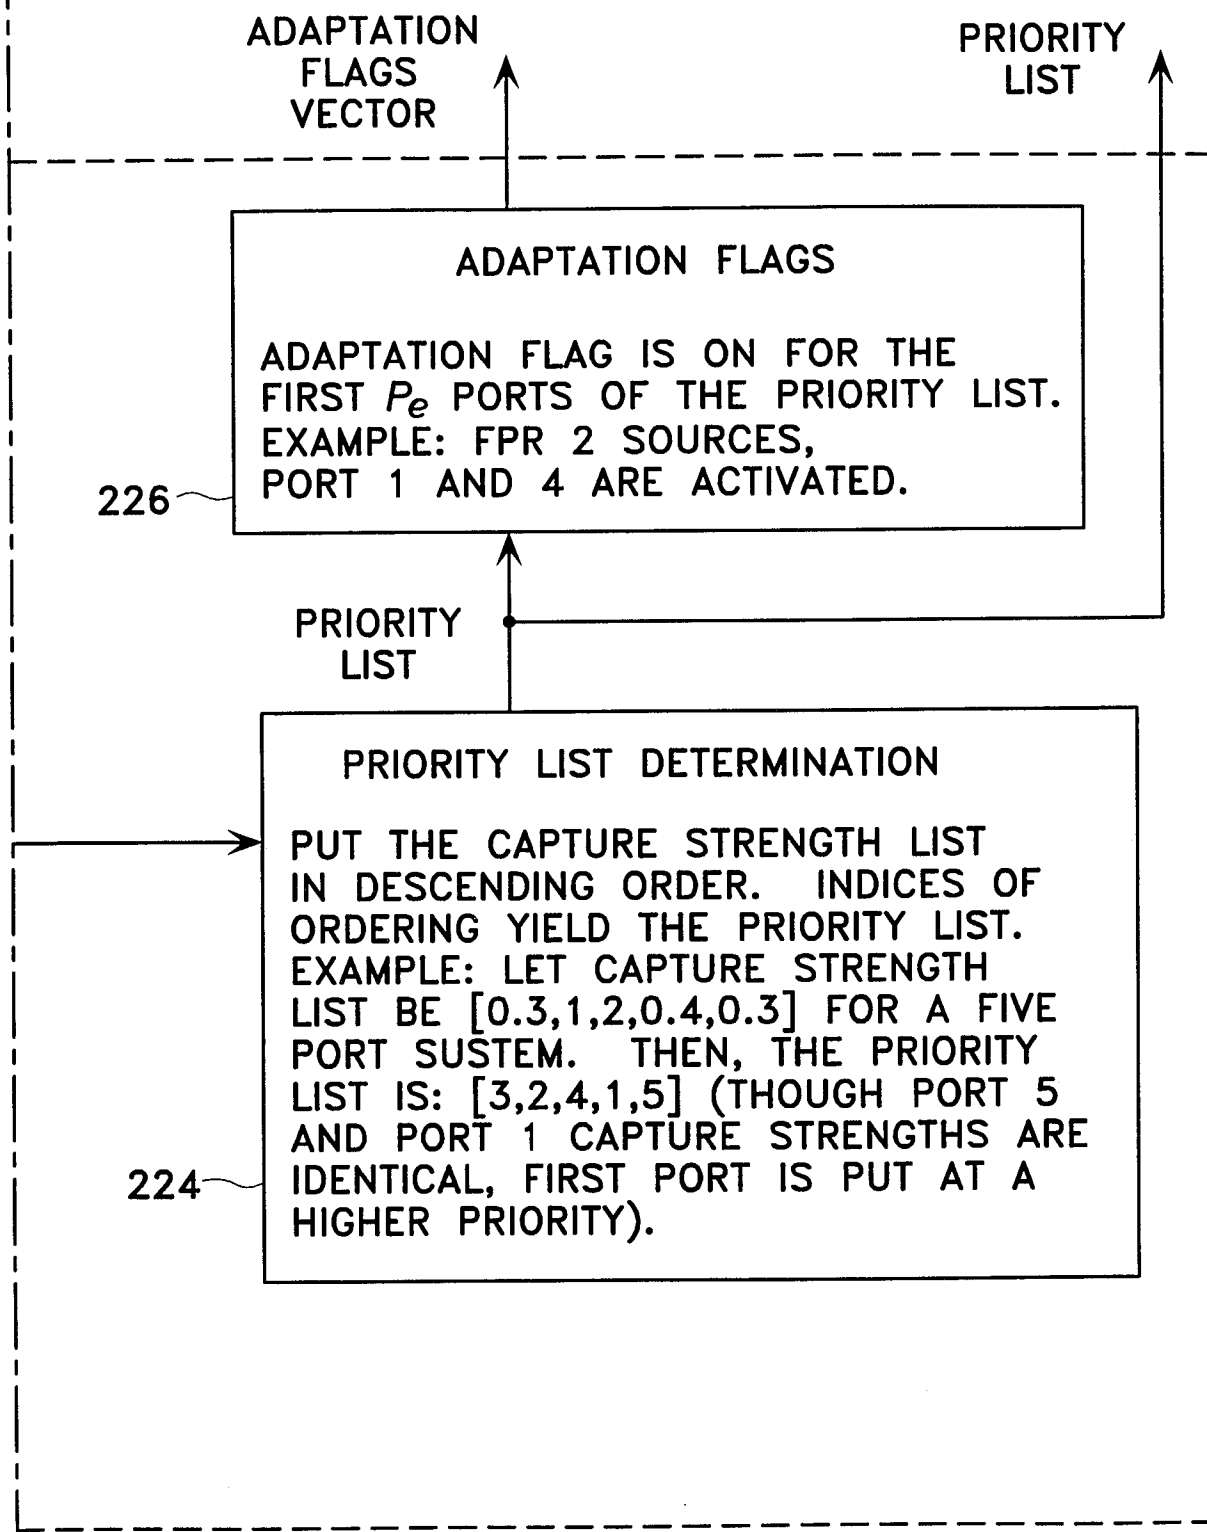 ADAPTATION
FLAGS
VECTOR
PRIORITY
LIST
ADAPTATION FLAGS
ADAPTATION FLAG IS ON FOR THE
FIRST Pe PORTS OF THE PRIORITY LIST.
EXAMPLE: FPR 2 SOURCES,
PORT 1 AND 4 ARE ACTIVATED.
226
PRIORITY
LIST
PRIORITY LIST DETERMINATION
PUT THE CAPTURE STRENGTH LIST
IN DESCENDING ORDER. INDICES OF
ORDERING YIELD THE PRIORITY LIST.
EXAMPLE: LET CAPTURE STRENGTH
LIST BE [0.3,1,2,0.4,0.3] FOR A FIVE
PORT SUSTEM. THEN, THE PRIORITY
LIST IS: [3,2,4,1,5] (THOUGH PORT 5
AND PORT 1 CAPTURE STRENGTHS ARE
IDENTICAL, FIRST PORT IS PUT AT A
HIGHER PRIORITY).
224